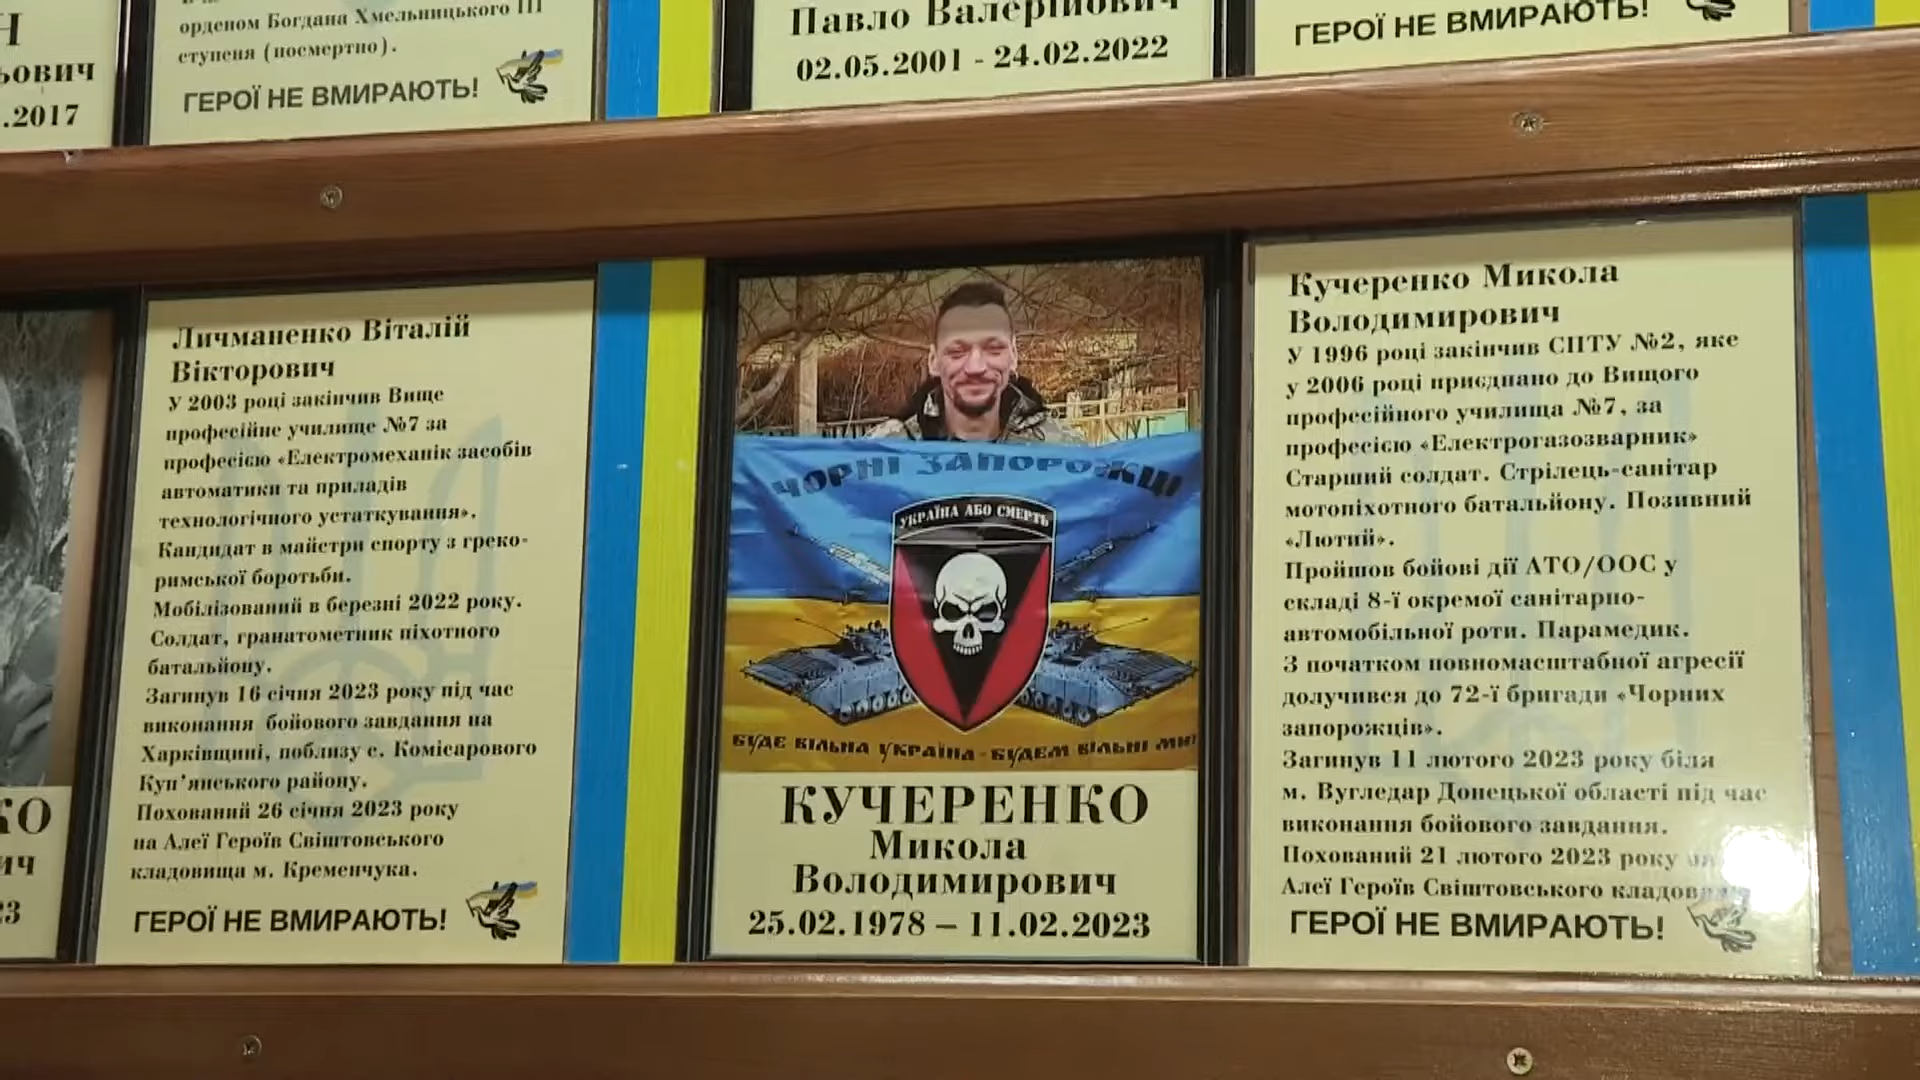 орденом Богдана Хмельницького ІІІ
ступеня (посмертно).
ГЕРОЇ НЕ ВМИРАЮТЬ!
.2017
Павло Валерійович
02.05.2001 - 24.02.2022
ГЕРОЇ НЕ ВМИРАЮТЬ!
Личманенко Віталій
Вікторович
У 2003 році закінчив Вище
професійне училище №7 за
професією «Електромеханік засобів
автоматики та приладів
технологічного устаткування».
Кандидат в майстри спорту з греко-
римської боротьби.
Мобілізований в березні 2022 року.
Солдат, гранатометник піхотного
батальйону.
Загинув 16 січня 2023 року під час
виконання бойового завдання на
Харківщині, поблизу с. Комісарового
Куп'янського району.
Похований 26 січня 2023 року
на Алеї Героїв Свіштовського
кладовища м. Кременчука.
ГЕРОЇ НЕ ВМИРАЮТЬ!
ЧОРНІ ЗАПОРОЖЦІ
УКРАЇНА АБО СМЕРТЬ
БУДЕ ВІЛЬНА УКРАЇНА - БУДЕМ ВІЛЬНІ МИ!
КУЧЕРЕНКО
Микола
Володимирович
25.02.1978 – 11.02.2023
Кучеренко Микола
Володимирович
У 1996 році закінчив СПТУ №2, яке
у 2006 році приєднано до Вищого
професійного училища №7, за
професією «Електрогазозварник»
Старший солдат. Стрілець-санітар
мотопіхотного батальйону. Позивний
«Лютий».
Пройшов бойові дії АТО/ООС у
складі 8-ї окремої санітарно-
автомобільної роти. Парамедик.
З початком повномасштабної агресії
долучився до 72-ї бригади «Чорних
запорожців».
Загинув 11 лютого 2023 року біля
м. Вугледар Донецької області під час
виконання бойового завдання.
Похований 21 лютого 2023 року
Алеї Героїв Свіштовського
ГЕРОЇ НЕ ВМИРАЮТЬ!